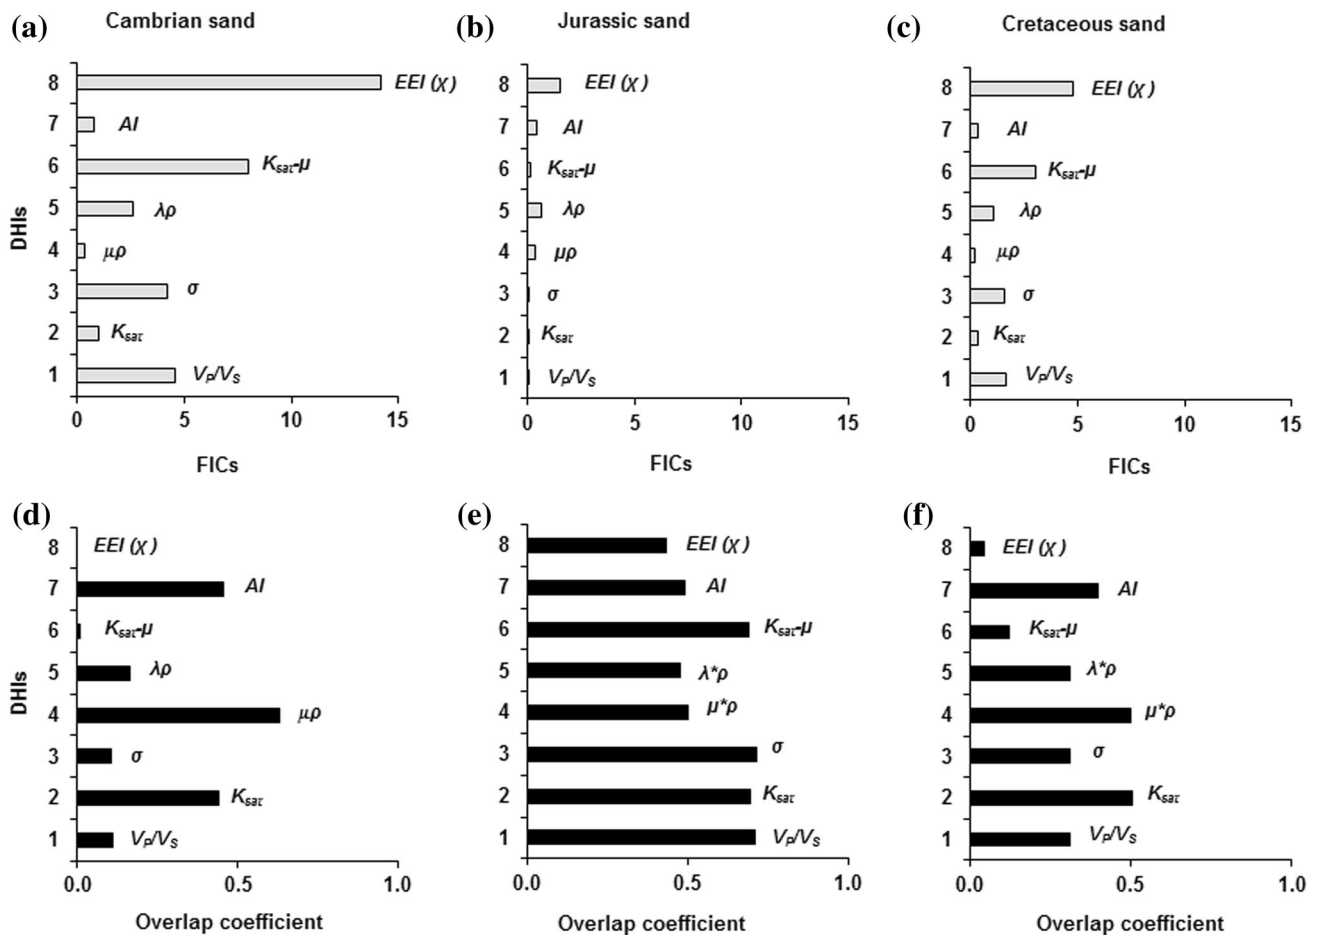 (a) Cambrian sand
8 EEI (χ)
7 AI
6 Ksat-μ
5 λρ
4 μρ
3 σ
2 Ksat
1 VP/VS
DHIs
0 5 10 15
FICs
(b) Jurassic sand
8 EEI (χ)
7 AI
6 Ksat-μ
5 λρ
4 μρ
3 σ
2 Ksat
1 VP/VS
0 5 10 15
FICs
(c) Cretaceous sand
8 EEI (χ)
7 AI
6 Ksat-μ
5 λρ
4 μρ
3 σ
2 Ksat
1 VP/VS
0 5 10 15
FICs
(d)
8 EEI (χ)
7 AI
6 Ksat-μ
5 λρ
4 μρ
3 σ
2 Ksat
1 VP/VS
DHIs
0.0 0.5 1.0
Overlap coefficient
(e)
8 EEI (χ)
7 AI
6 Ksat-μ
5 λ*ρ
4 μ*ρ
3 σ
2 Ksat
1 VP/VS
0.0 0.5 1.0
Overlap coefficient
(f)
8 EEI (χ)
7 AI
6 Ksat-μ
5 λ*ρ
4 μ*ρ
3 σ
2 Ksat
1 VP/VS
0.0 0.5 1.0
Overlap coefficient